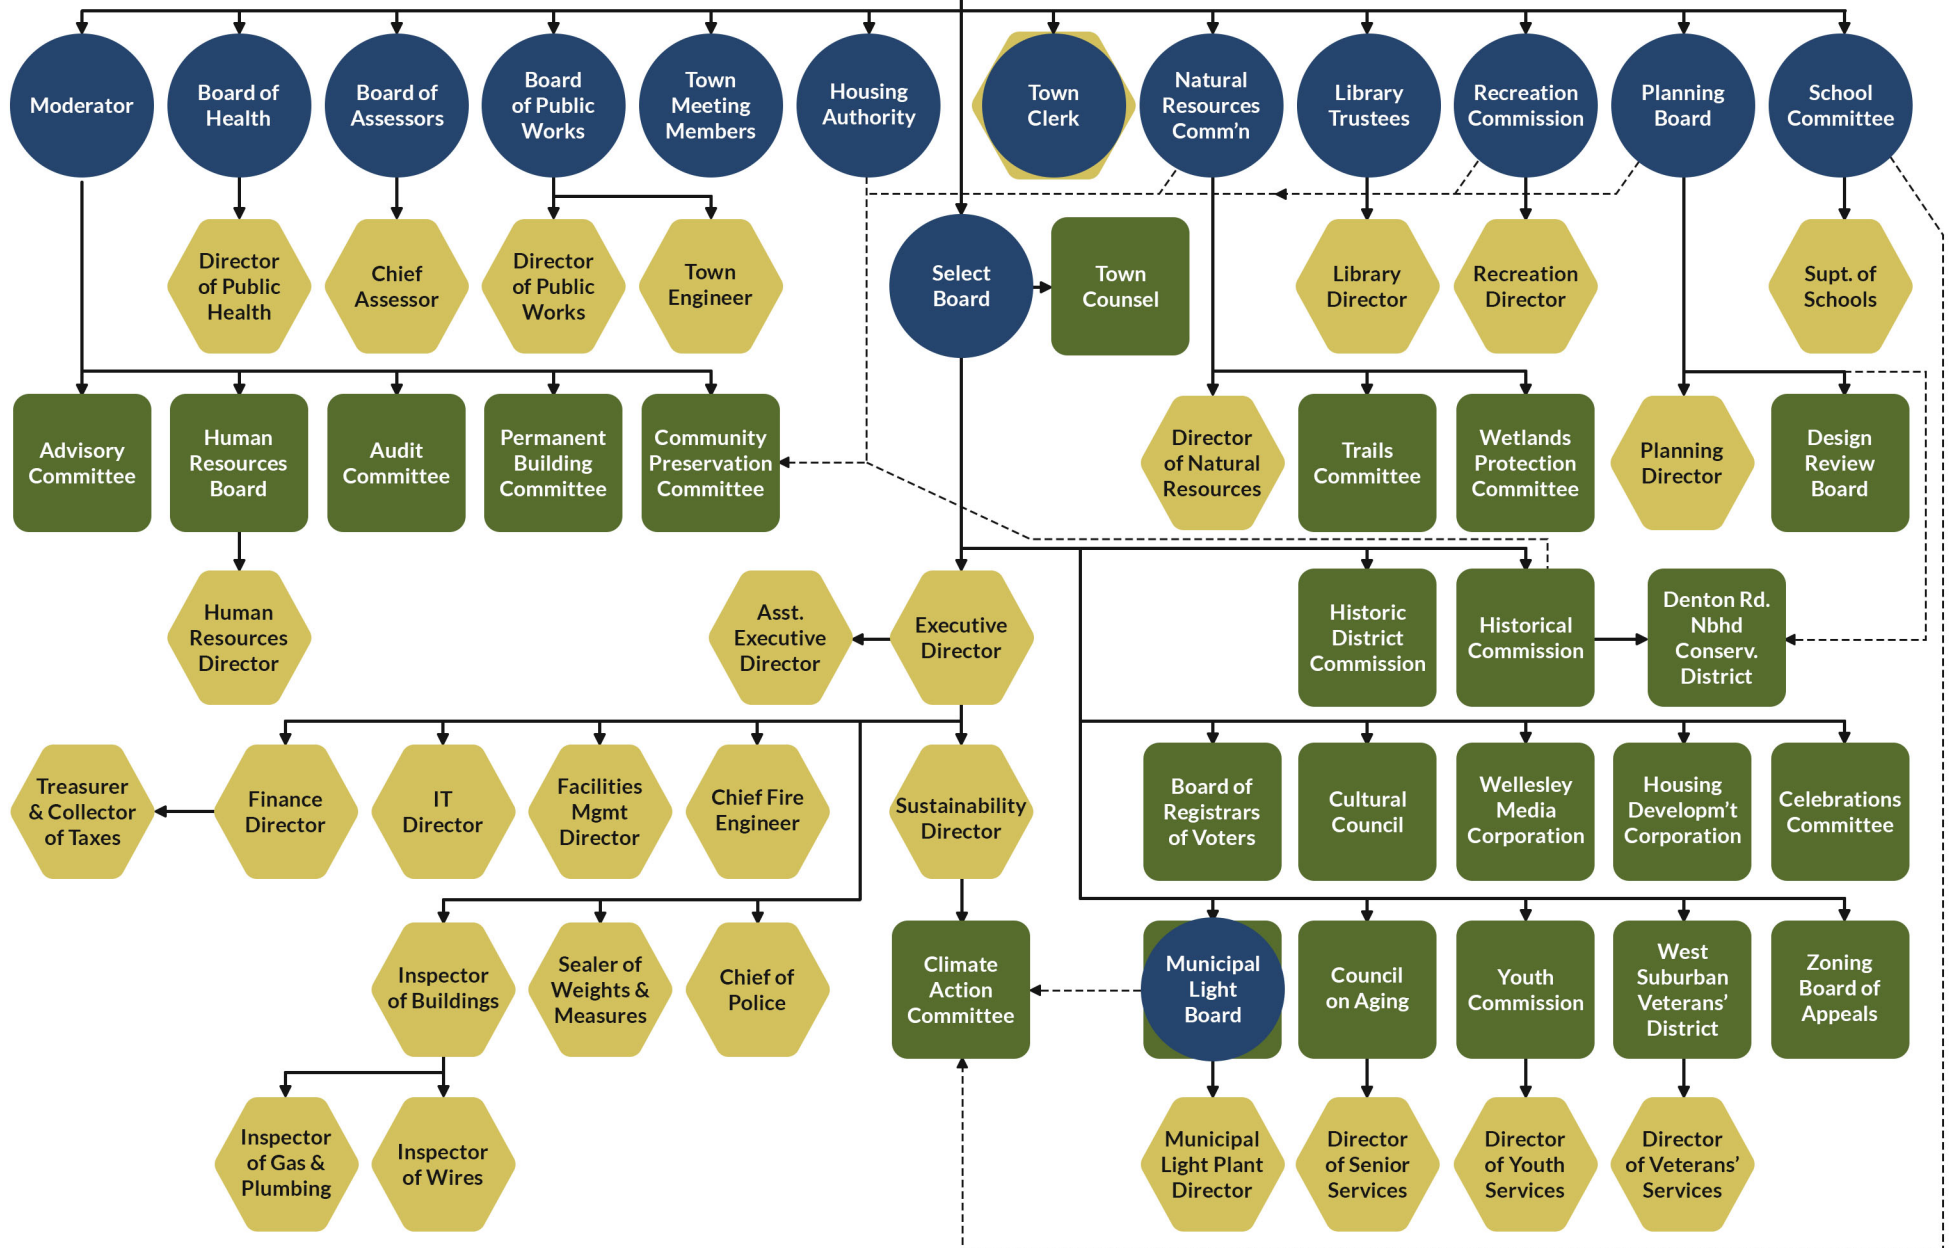 Moderator
Board of
Health
Board of
Assessors
Board
of Public
Works
Town
Meeting
Members
Housing
Authority
Town
Clerk
Natural
Resources
Comm'n
Library
Trustees
Recreation
Commission
Planning
Board
School
Committee
Director
of Public
Health
Chief
Assessor
Director
of Public
Works
Town
Engineer
Select
Board
Town
Counsel
Library
Director
Recreation
Director
Supt. of
Schools
Advisory
Committee
Human
Resources
Board
Audit
Committee
Permanent
Building
Committee
Community
Preservation
Committee
Director
of Natural
Resources
Trails
Committee
Wetlands
Protection
Committee
Planning
Director
Design
Review
Board
Human
Resources
Director
Asst.
Executive
Director
Executive
Director
Historic
District
Commission
Historical
Commission
Denton Rd.
Nbhd
Conserv.
District
Treasurer
& Collector
of Taxes
Finance
Director
IT
Director
Facilities
Mgmt
Director
Chief Fire
Engineer
Sustainability
Director
Board of
Registrars
of Voters
Cultural
Council
Wellesley
Media
Corporation
Housing
Developm't
Corporation
Celebrations
Committee
Inspector
of Buildings
Sealer of
Weights &
Measures
Chief of
Police
Climate
Action
Committee
Municipal
Light
Board
Council
on Aging
Youth
Commission
West
Suburban
Veterans'
District
Zoning
Board of
Appeals
Inspector
of Gas &
Plumbing
Inspector
of Wires
Municipal
Light Plant
Director
Director
of Senior
Services
Director
of Youth
Services
Director
of Veterans'
Services